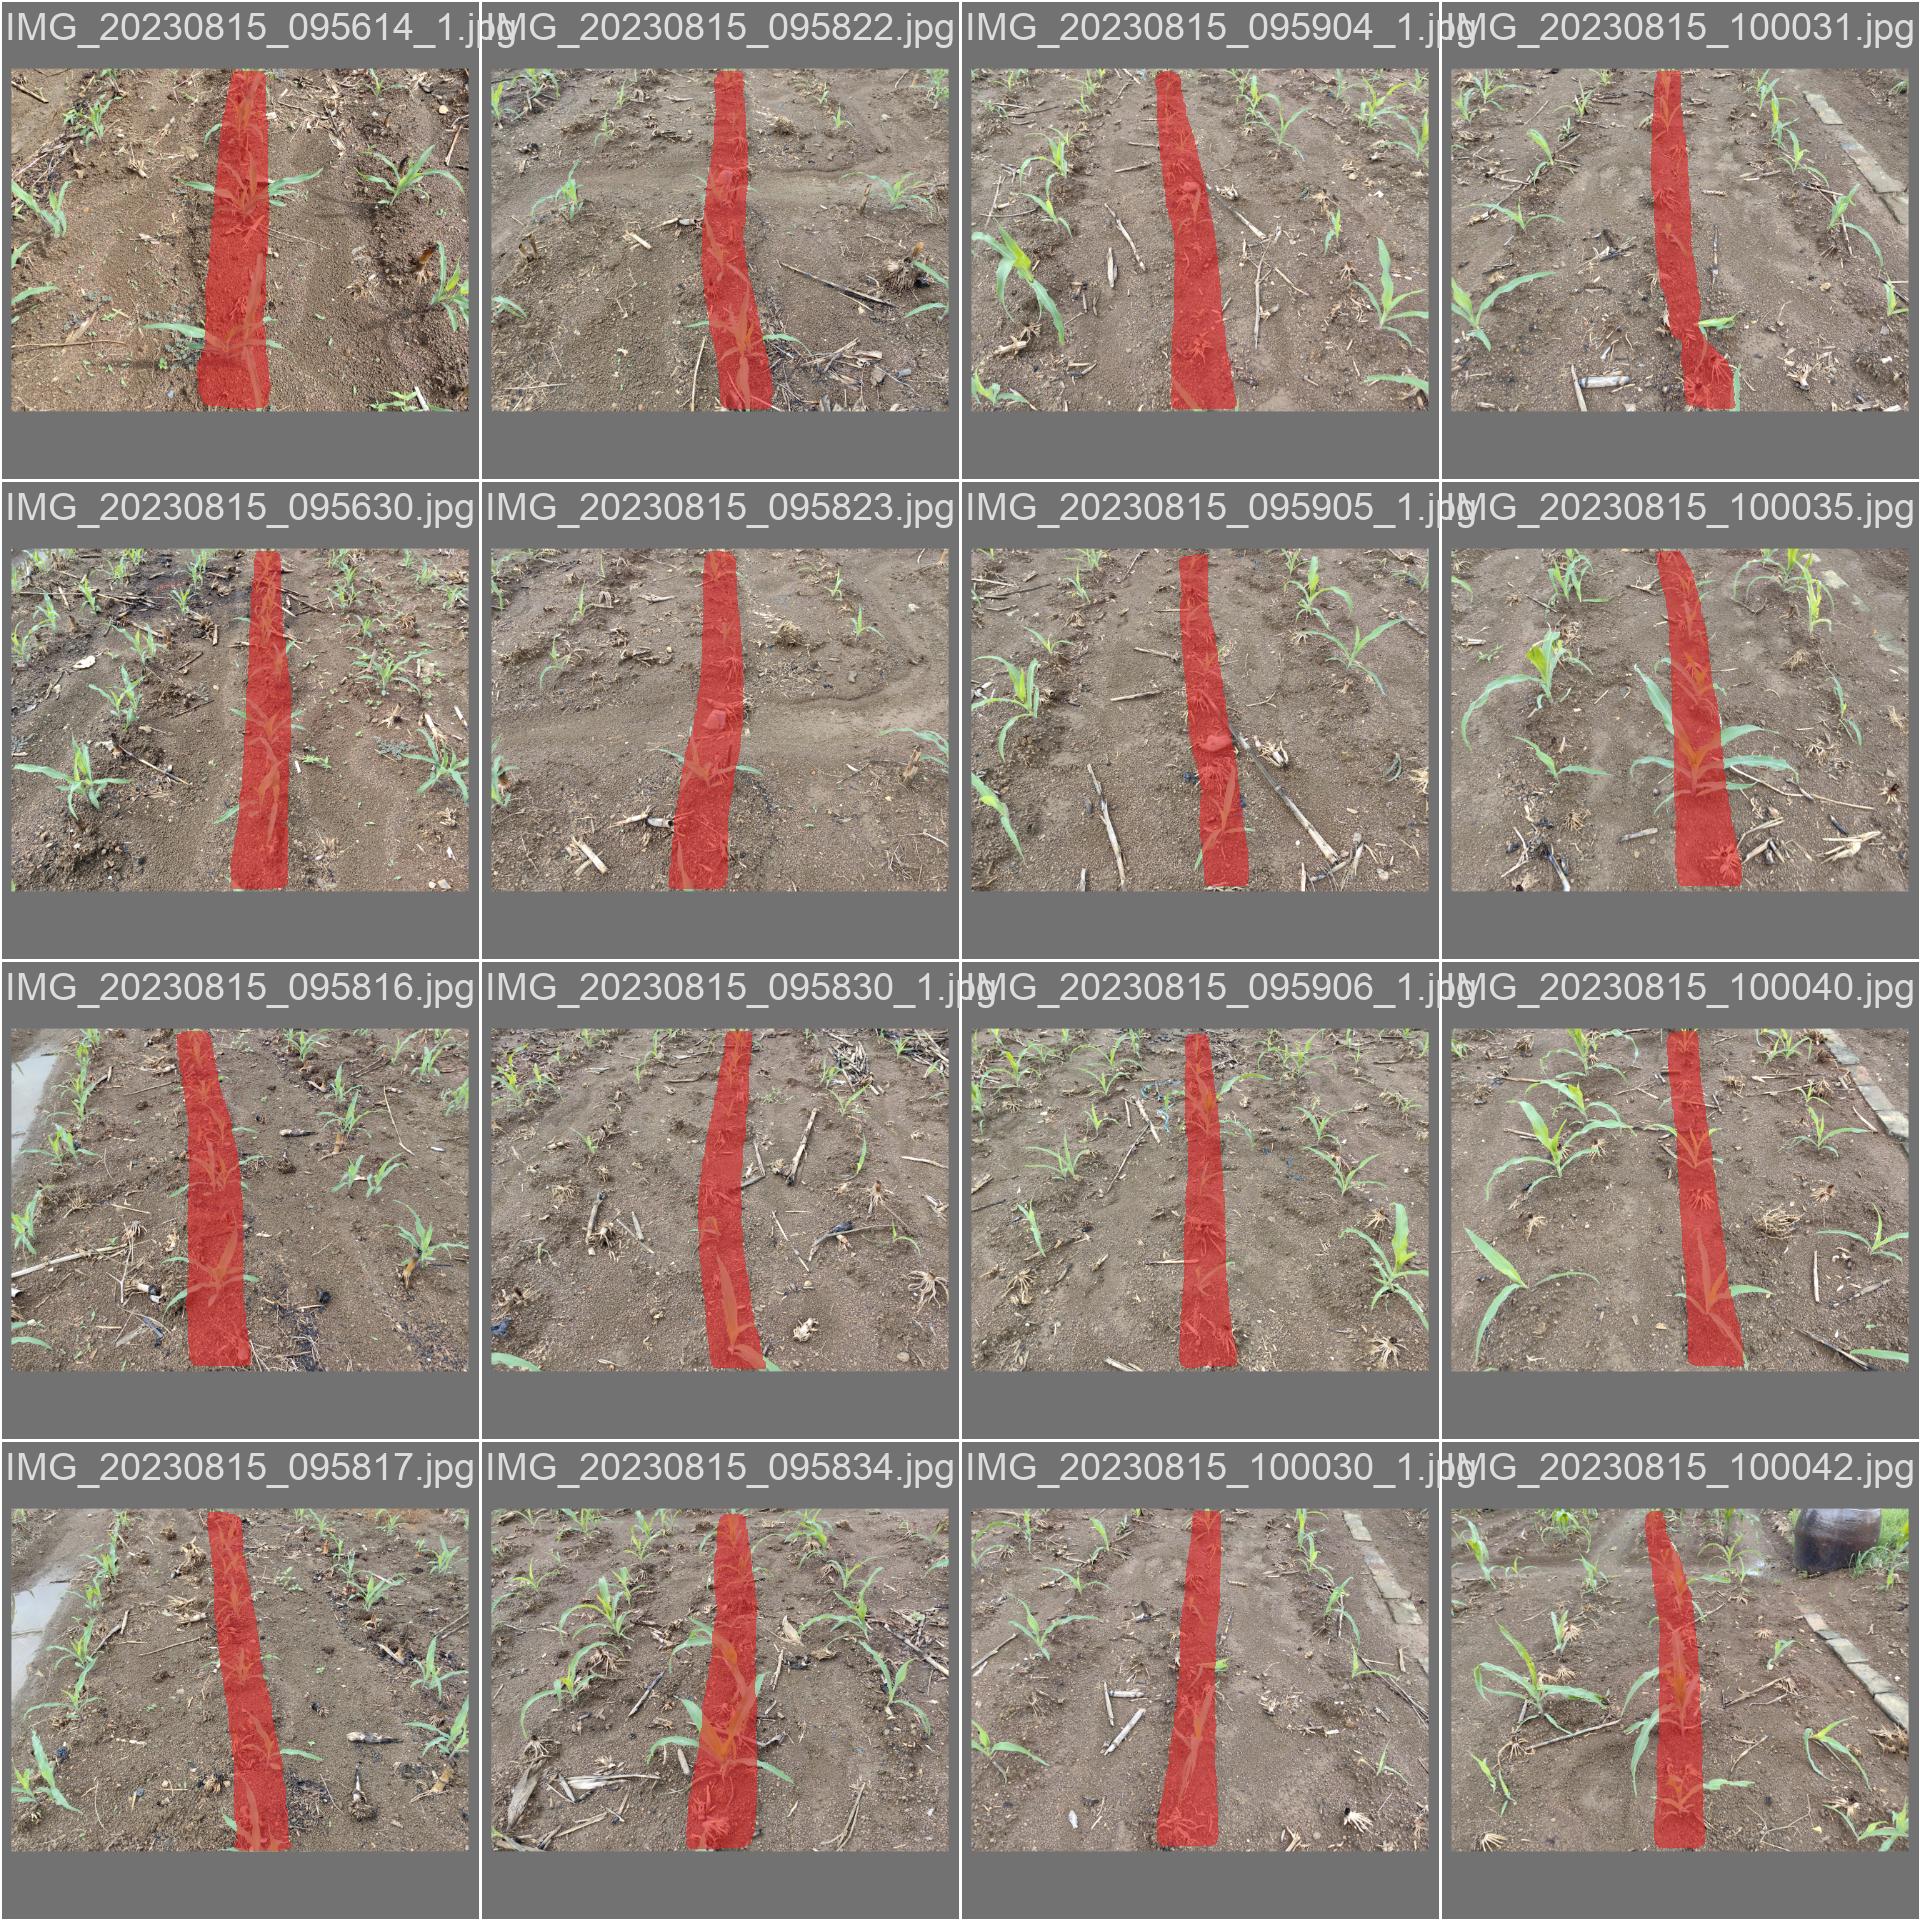 IMG_20230815_095614_1.jpg
IMG_20230815_095822.jpg
IMG_20230815_095904_1.jpg
IMG_20230815_100031.jpg
IMG_20230815_095630.jpg
IMG_20230815_095823.jpg
IMG_20230815_095905_1.jpg
IMG_20230815_100035.jpg
IMG_20230815_095816.jpg
IMG_20230815_095830_1.jpg
IMG_20230815_095906_1.jpg
IMG_20230815_100040.jpg
IMG_20230815_095817.jpg
IMG_20230815_095834.jpg
IMG_20230815_100030_1.jpg
IMG_20230815_100042.jpg